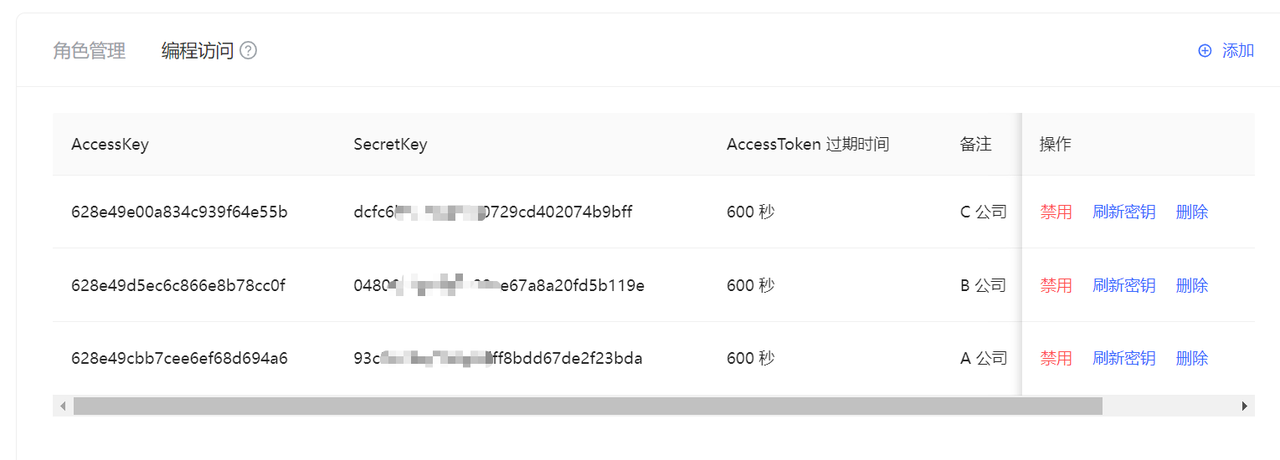 角色管理 编程访问 ? 添加
AccessKey SecretKey AccessToken 过期时间 备注 操作
628e49e00a834c939f64e55b dcfc6 0729cd402074b9bff 600 秒 C 公司 禁用 刷新密钥 删除
628e49d5ec6c866e8b78cc0f 0480 e67a8a20fd5b119e 600 秒 B 公司 禁用 刷新密钥 删除
628e49cbb7cee6ef68d694a6 93c ff8bdd67de2f23bda 600 秒 A 公司 禁用 刷新密钥 删除